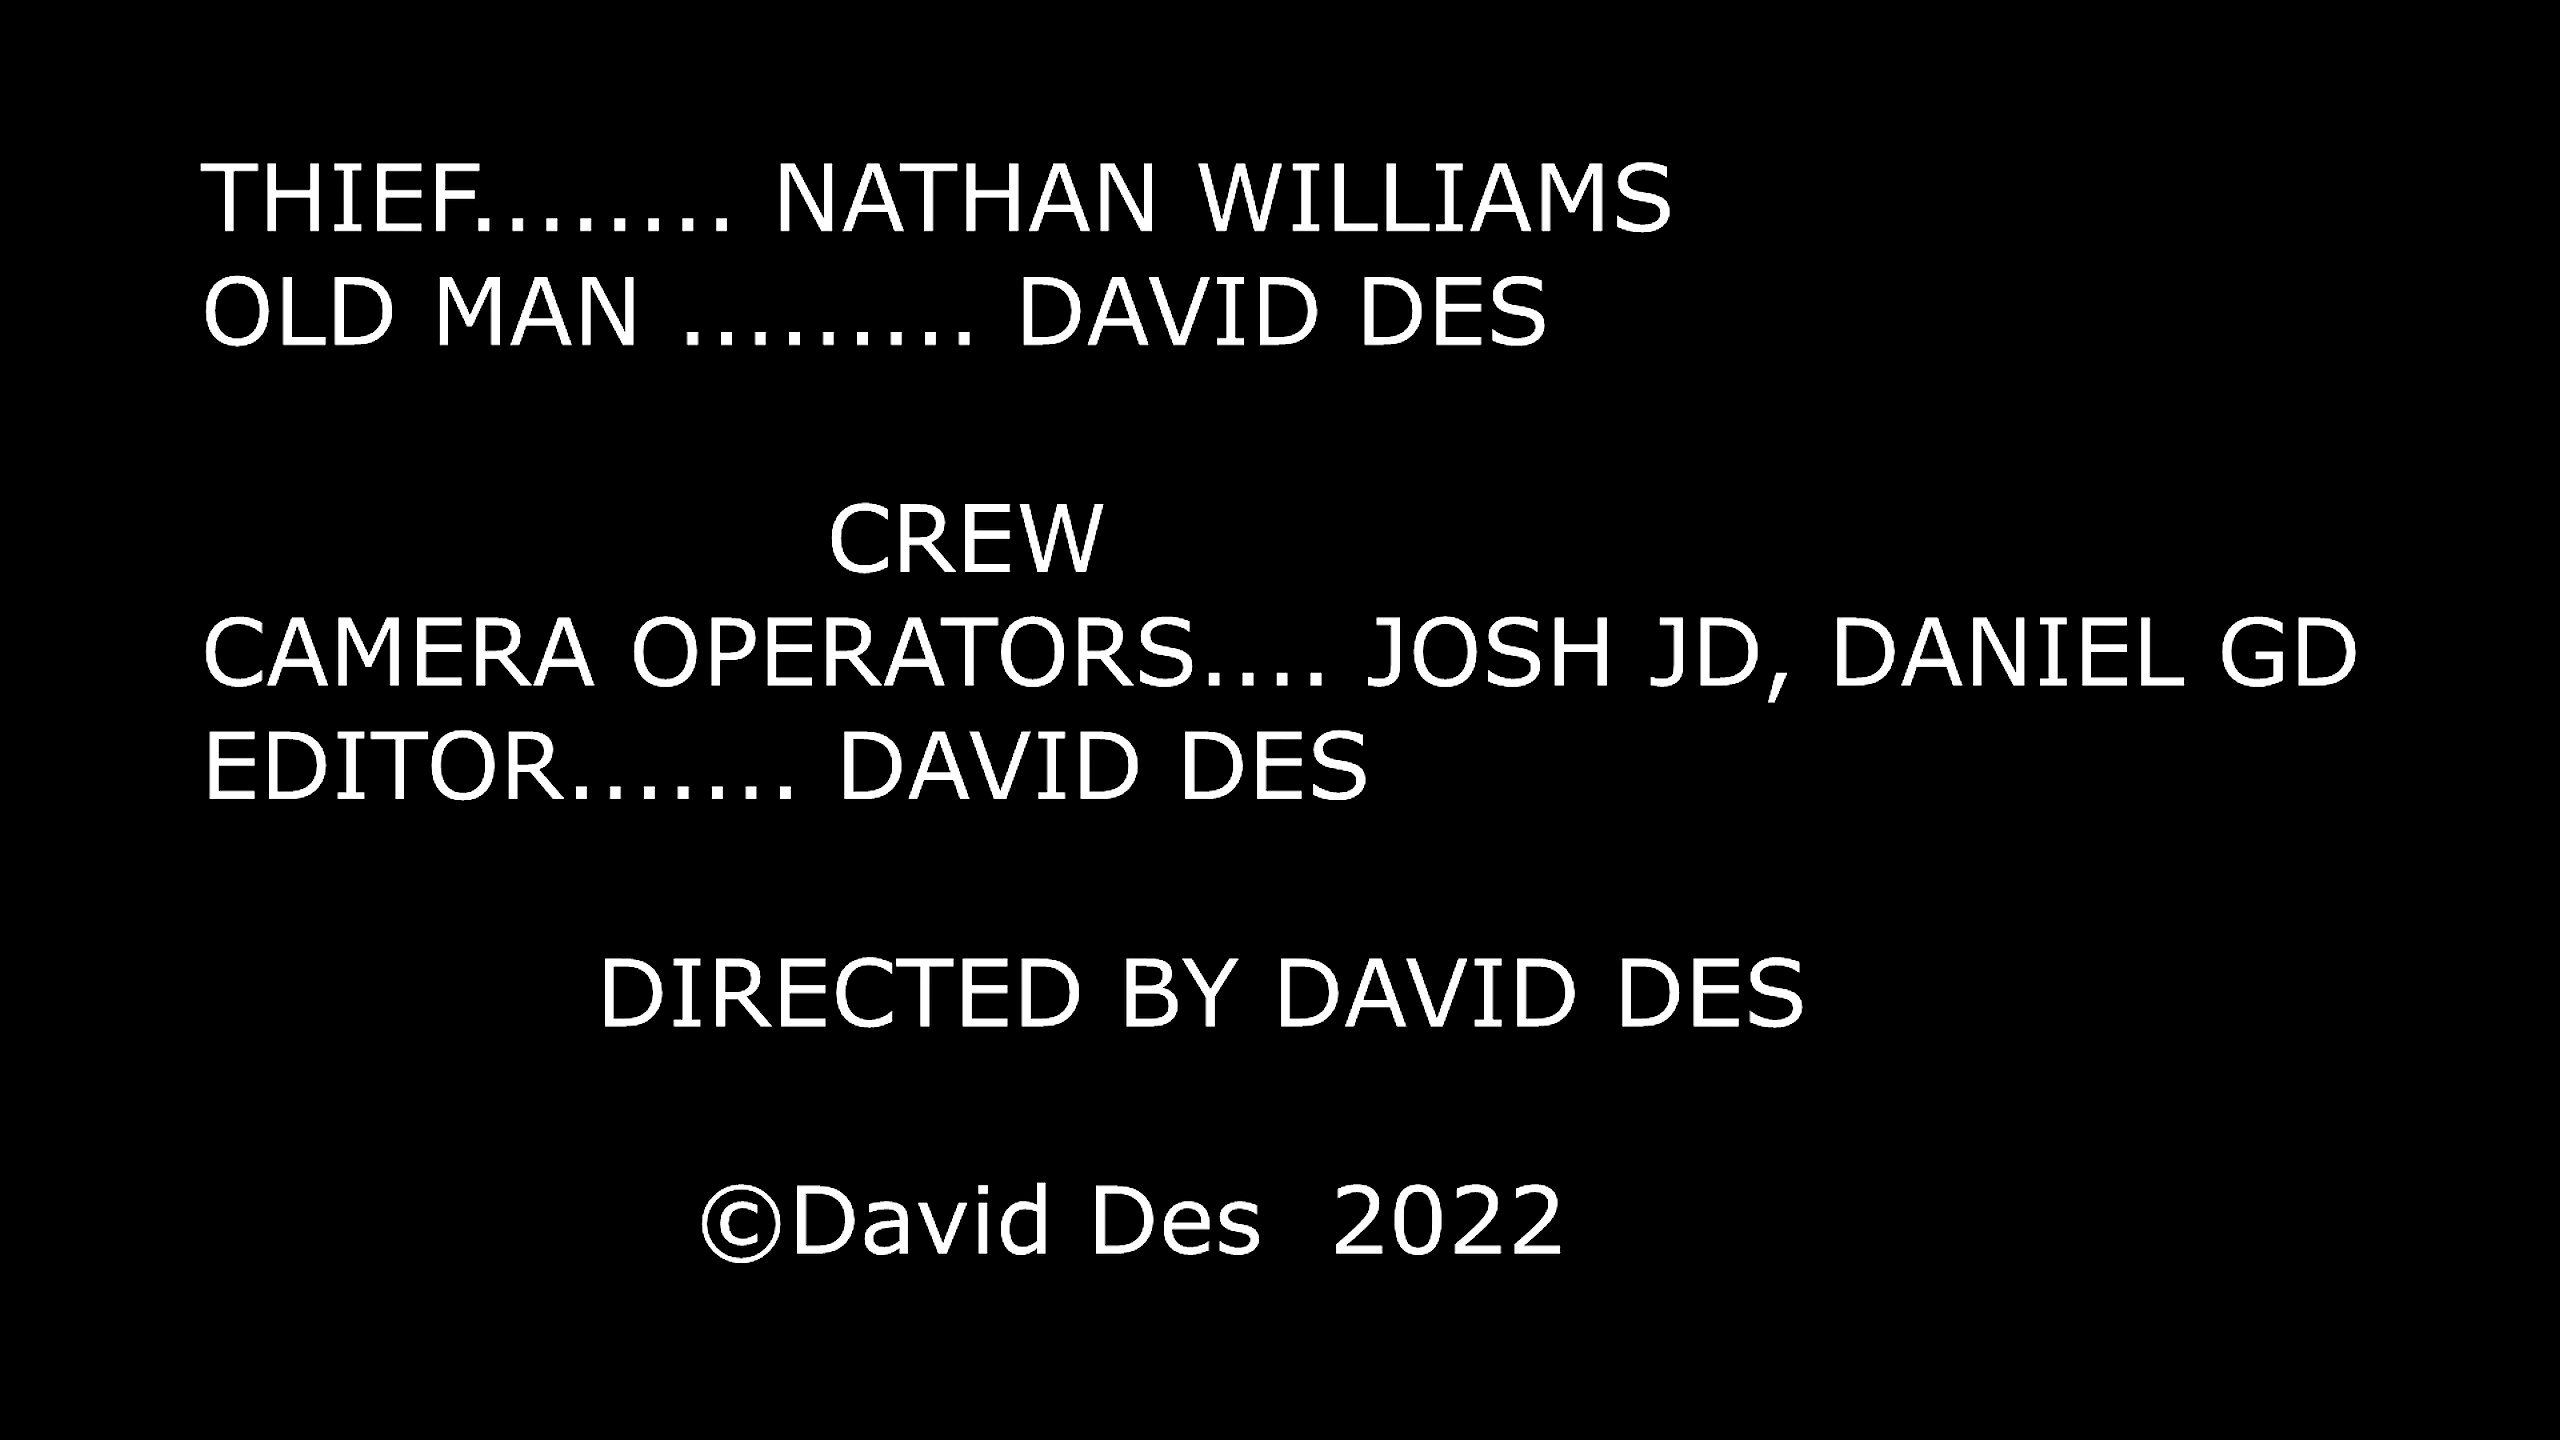 THIEF........ NATHAN WILLIAMS
OLD MAN ......... DAVID DES
CREW
CAMERA OPERATORS.... JOSH JD, DANIEL GD
EDITOR....... DAVID DES
DIRECTED BY DAVID DES
©David Des  2022